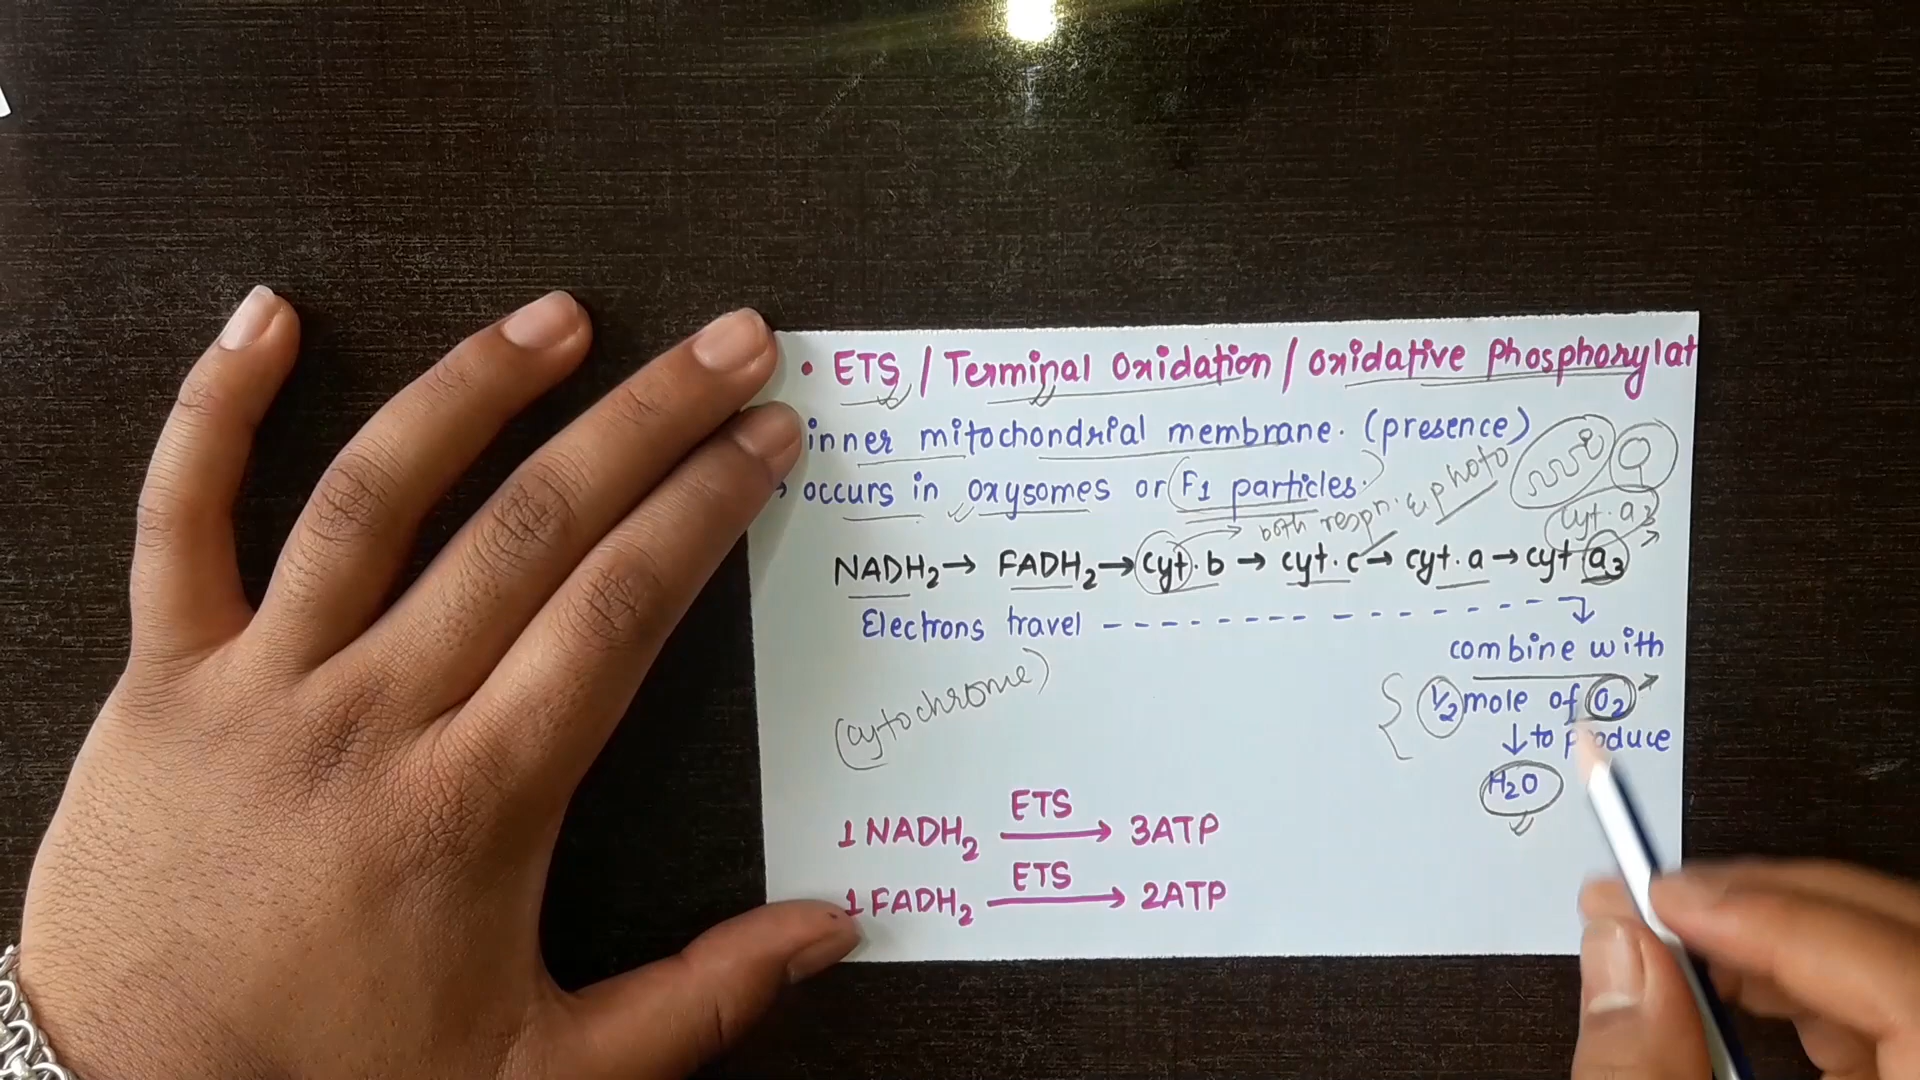 • ETS / Terminal Oxidation / Oxidative Phosphorylat
inner mitochondrial membrane. (presence)
→ occurs in oxysomes or F1 particles.
both respn. & photo
cyt. a3
NADH2 → FADH2 → cyt. b → cyt. c → cyt. a → cyt a3
Electrons travel
combine with
1/2 mole of O2
↓ to produce
H2O
(cytochrome)
1 NADH2 ETS → 3ATP
1 FADH2 ETS → 2ATP